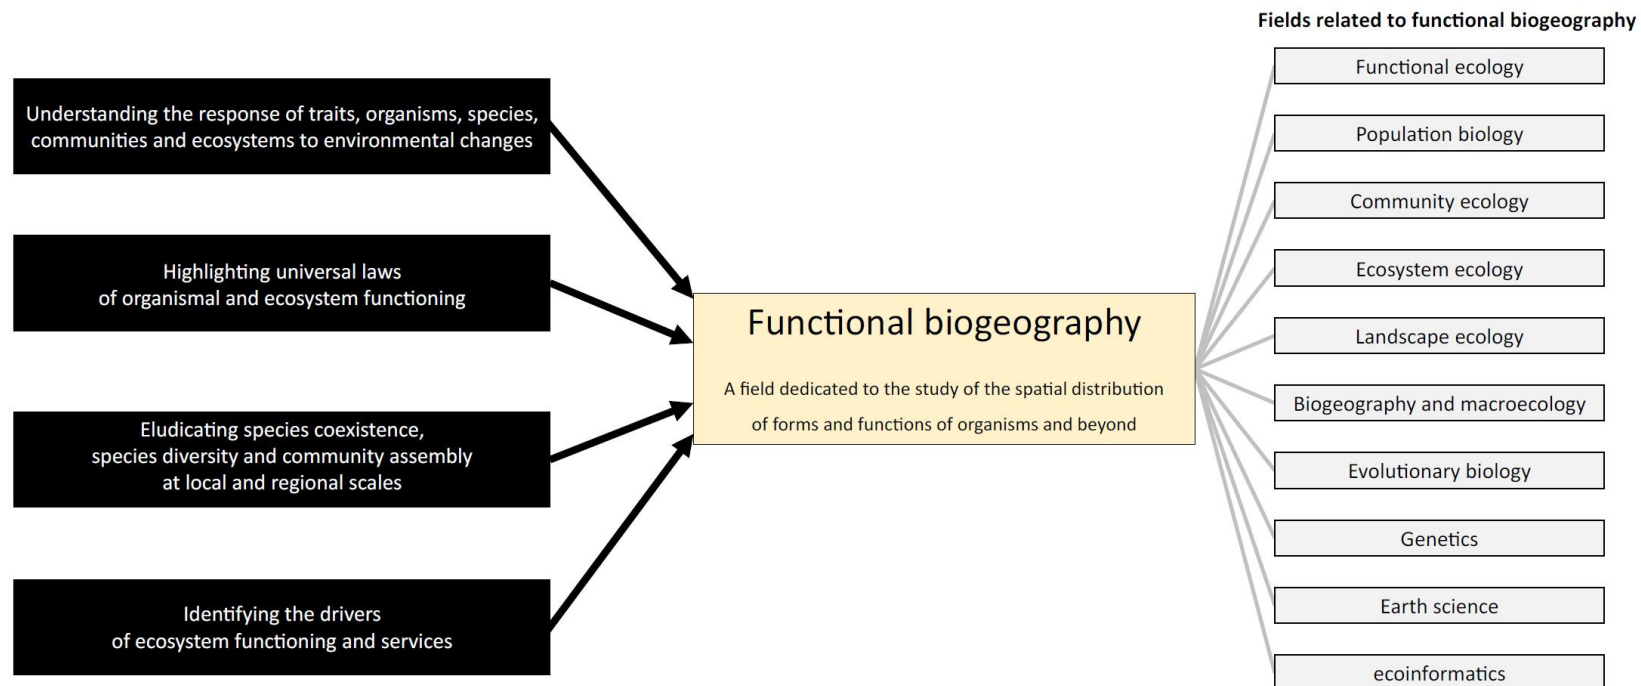 Fields related to functional biogeography
Understanding the response of traits, organisms, species,
communities and ecosystems to environmental changes
Highlighting universal laws
of organismal and ecosystem functioning
Eludicating species coexistence,
species diversity and community assembly
at local and regional scales
Identifying the drivers
of ecosystem functioning and services
Functional biogeography
A field dedicated to the study of the spatial distribution
of forms and functions of organisms and beyond
Functional ecology
Population biology
Community ecology
Ecosystem ecology
Landscape ecology
Biogeography and macroecology
Evolutionary biology
Genetics
Earth science
ecoinformatics